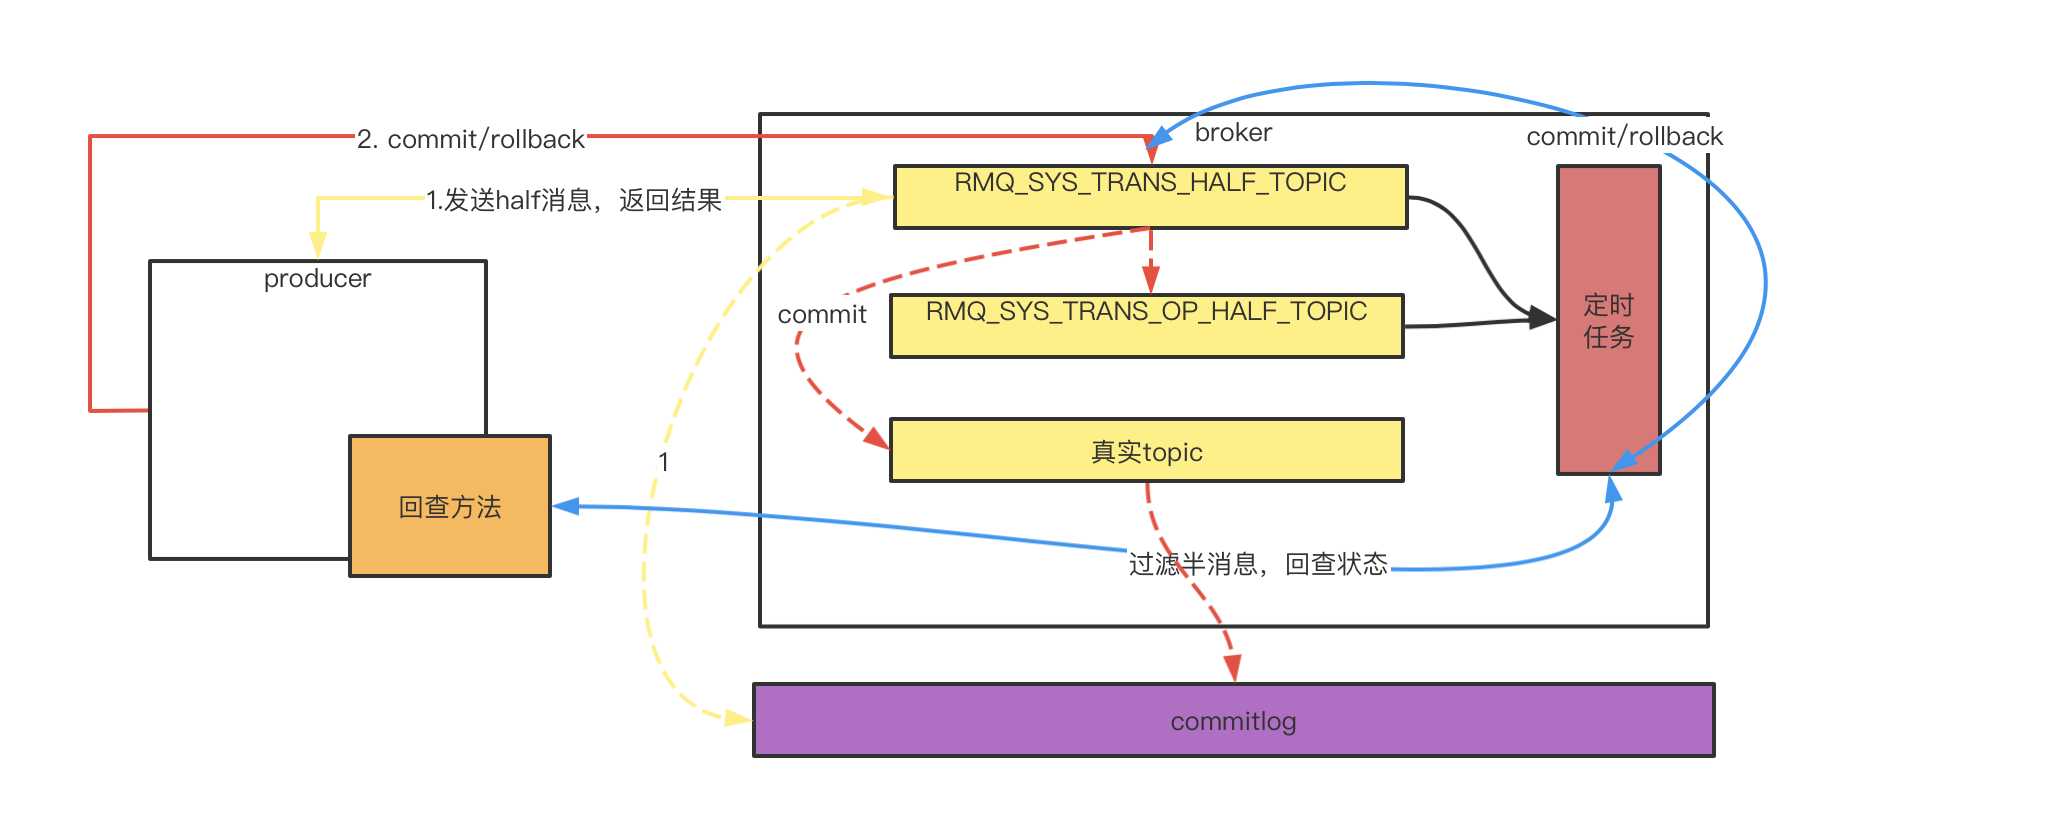 broker
commit/rollback
2. commit/rollback
RMQ_SYS_TRANS_HALF_TOPIC
1.发送half消息，返回结果
producer
定时
任务
commit
RMQ_SYS_TRANS_OP_HALF_TOPIC
真实topic
1
回查方法
过滤半消息，回查状态
commitlog